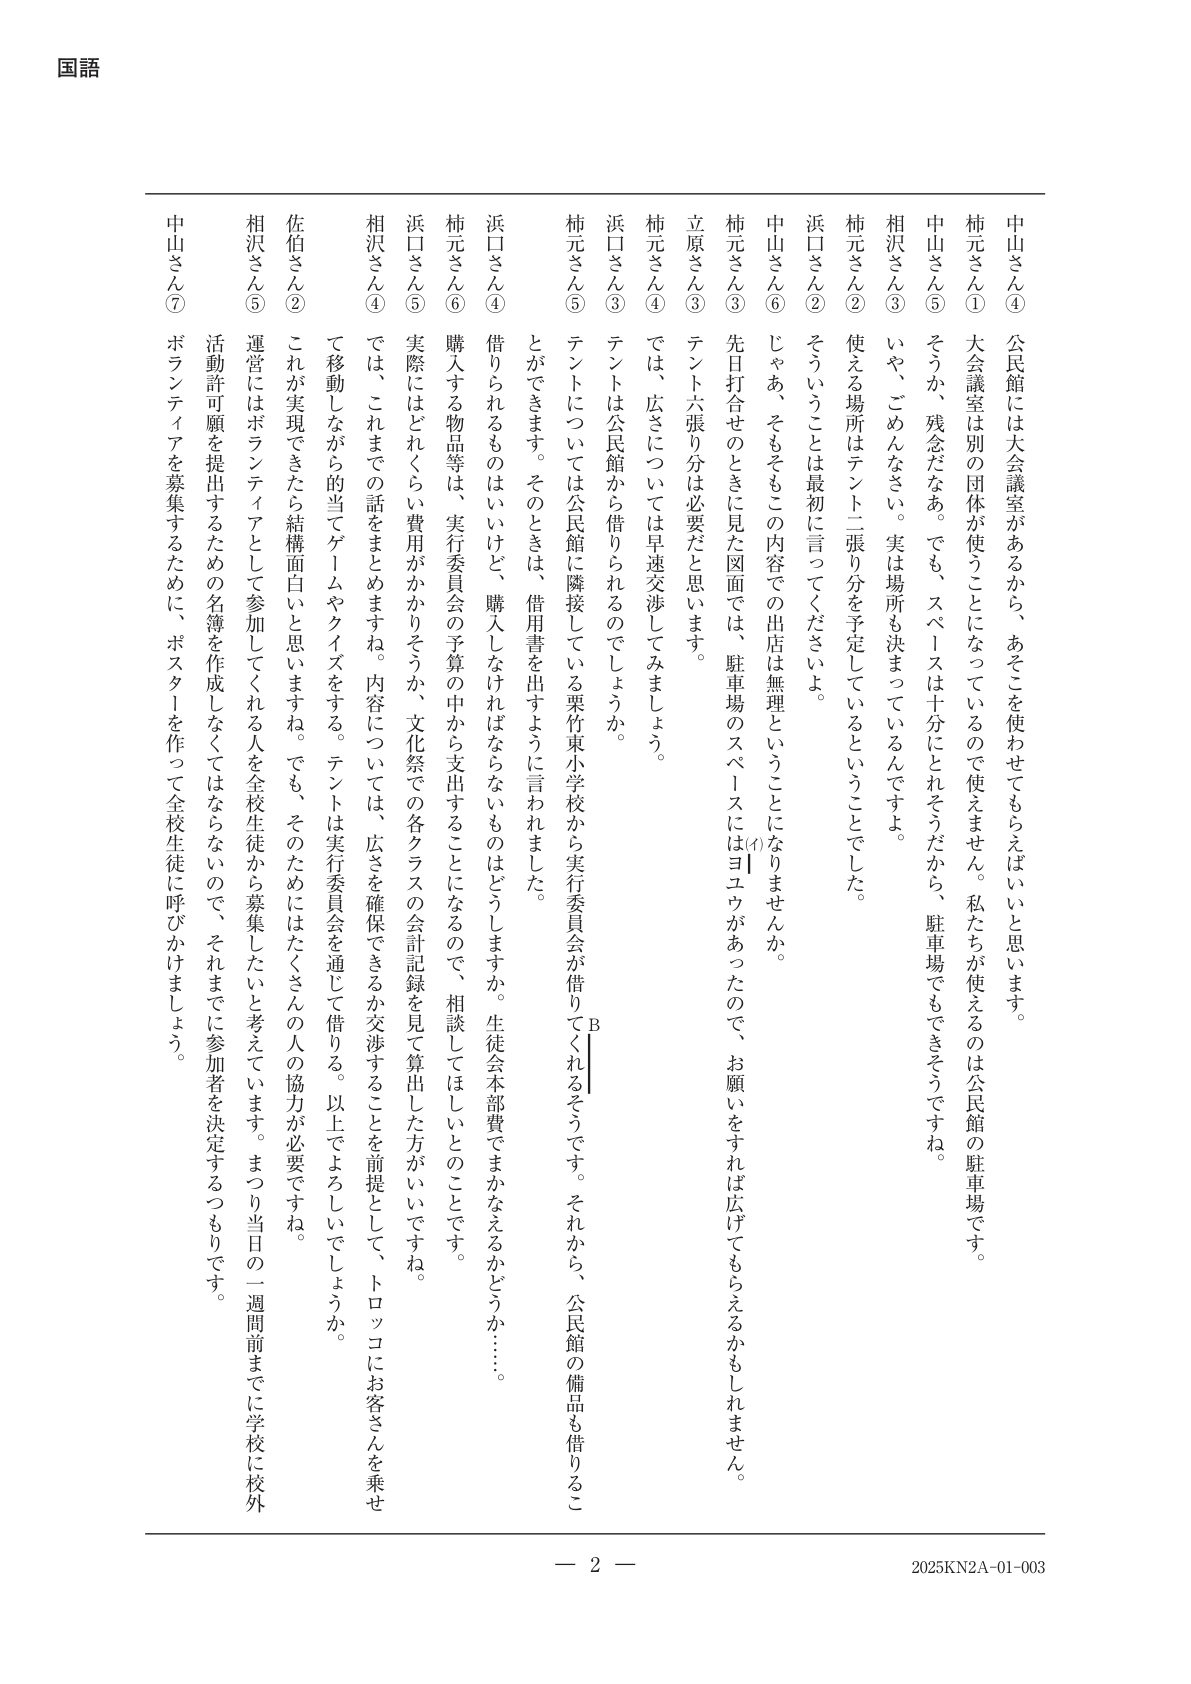 国語
中山さん④　公民館には大会議室があるから、あそこを使わせてもらえばいいと思います。
柿元さん①　大会議室は別の団体が使うことになっているので使えません。私たちが使えるのは公民館の駐車場です。
中山さん⑤　そうか、残念だなあ。でも、スペースは十分にとれそうだから、駐車場でもできそうですね。
相沢さん③　いや、ごめんなさい。実は場所も決まっているんですよ。
柿元さん②　使える場所はテント二張り分を予定しているということでした。
浜口さん②　そういうことは最初に言ってくださいよ。
中山さん⑥　じゃあ、そもそもこの内容での出店は無理ということになりませんか。
柿元さん③　先日打合せのときに見た図面では、駐車場のスペースには(イ)ヨユウがあったので、お願いをすれば広げてもらえるかもしれません。
立原さん③　テント六張り分は必要だと思います。
柿元さん④　では、広さについては早速交渉してみましょう。
浜口さん③　テントは公民館から借りられるのでしょうか。
柿元さん⑤　テントについては公民館に隣接している栗竹東小学校から実行委員会が借りてBくれるそうです。それから、公民館の備品も借りるこ
とができます。そのときは、借用書を出すように言われました。
浜口さん④　借りられるものはいいけど、購入しなければならないものはどうしますか。生徒会本部費でまかなえるかどうか……。
柿元さん⑥　購入する物品等は、実行委員会の予算の中から支出することになるので、相談してほしいとのことです。
浜口さん⑤　実際にはどれくらい費用がかかりそうか、文化祭での各クラスの会計記録を見て算出した方がいいですね。
相沢さん④　では、これまでの話をまとめますね。内容については、広さを確保できるか交渉することを前提として、トロッコにお客さんを乗せ
て移動しながら的当てゲームやクイズをする。テントは実行委員会を通じて借りる。以上でよろしいでしょうか。
佐伯さん②　これが実現できたら結構面白いと思いますね。でも、そのためにはたくさんの人の協力が必要ですね。
相沢さん⑤　運営にはボランティアとして参加してくれる人を全校生徒から募集したいと考えています。まつり当日の一週間前までに学校に校外
活動許可願を提出するための名簿を作成しなくてはならないので、それまでに参加者を決定するつもりです。
中山さん⑦　ボランティアを募集するために、ポスターを作って全校生徒に呼びかけましょう。
― 2 ―
2025KN2A-01-003